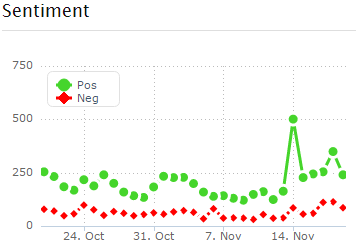 Sentiment
750
Pos
Neg
500
250
0
24. Oct 31. Oct 7. Nov 14. Nov